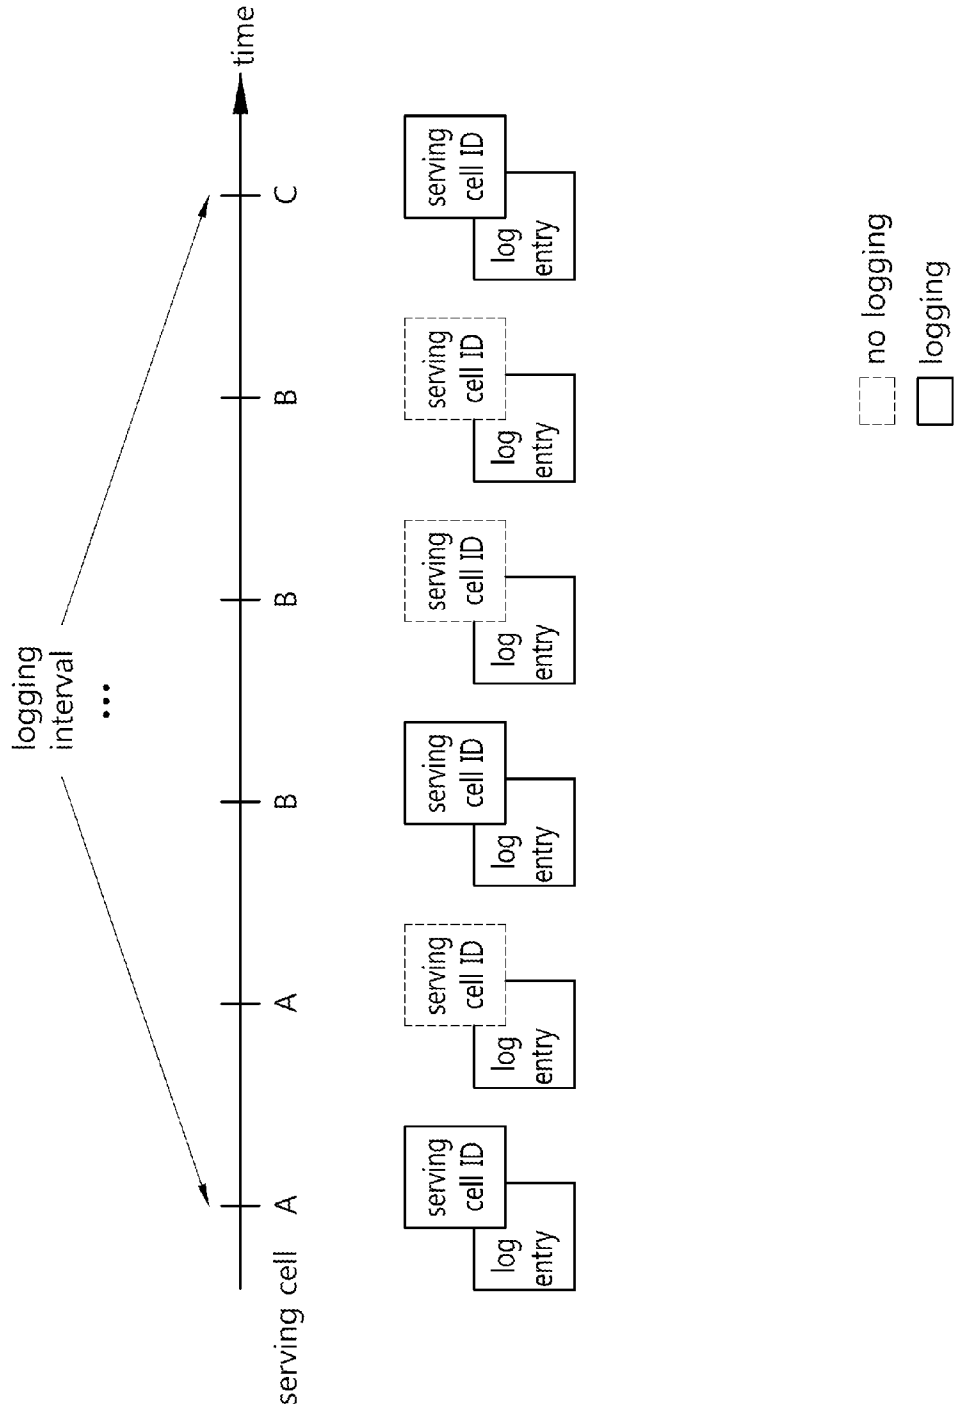 logging
interval
...
time
serving cell
A
A
B
B
B
C
serving
cell ID
log
entry
serving
cell ID
log
entry
serving
cell ID
log
entry
serving
cell ID
log
entry
serving
cell ID
log
entry
serving
cell ID
log
entry
no logging
logging